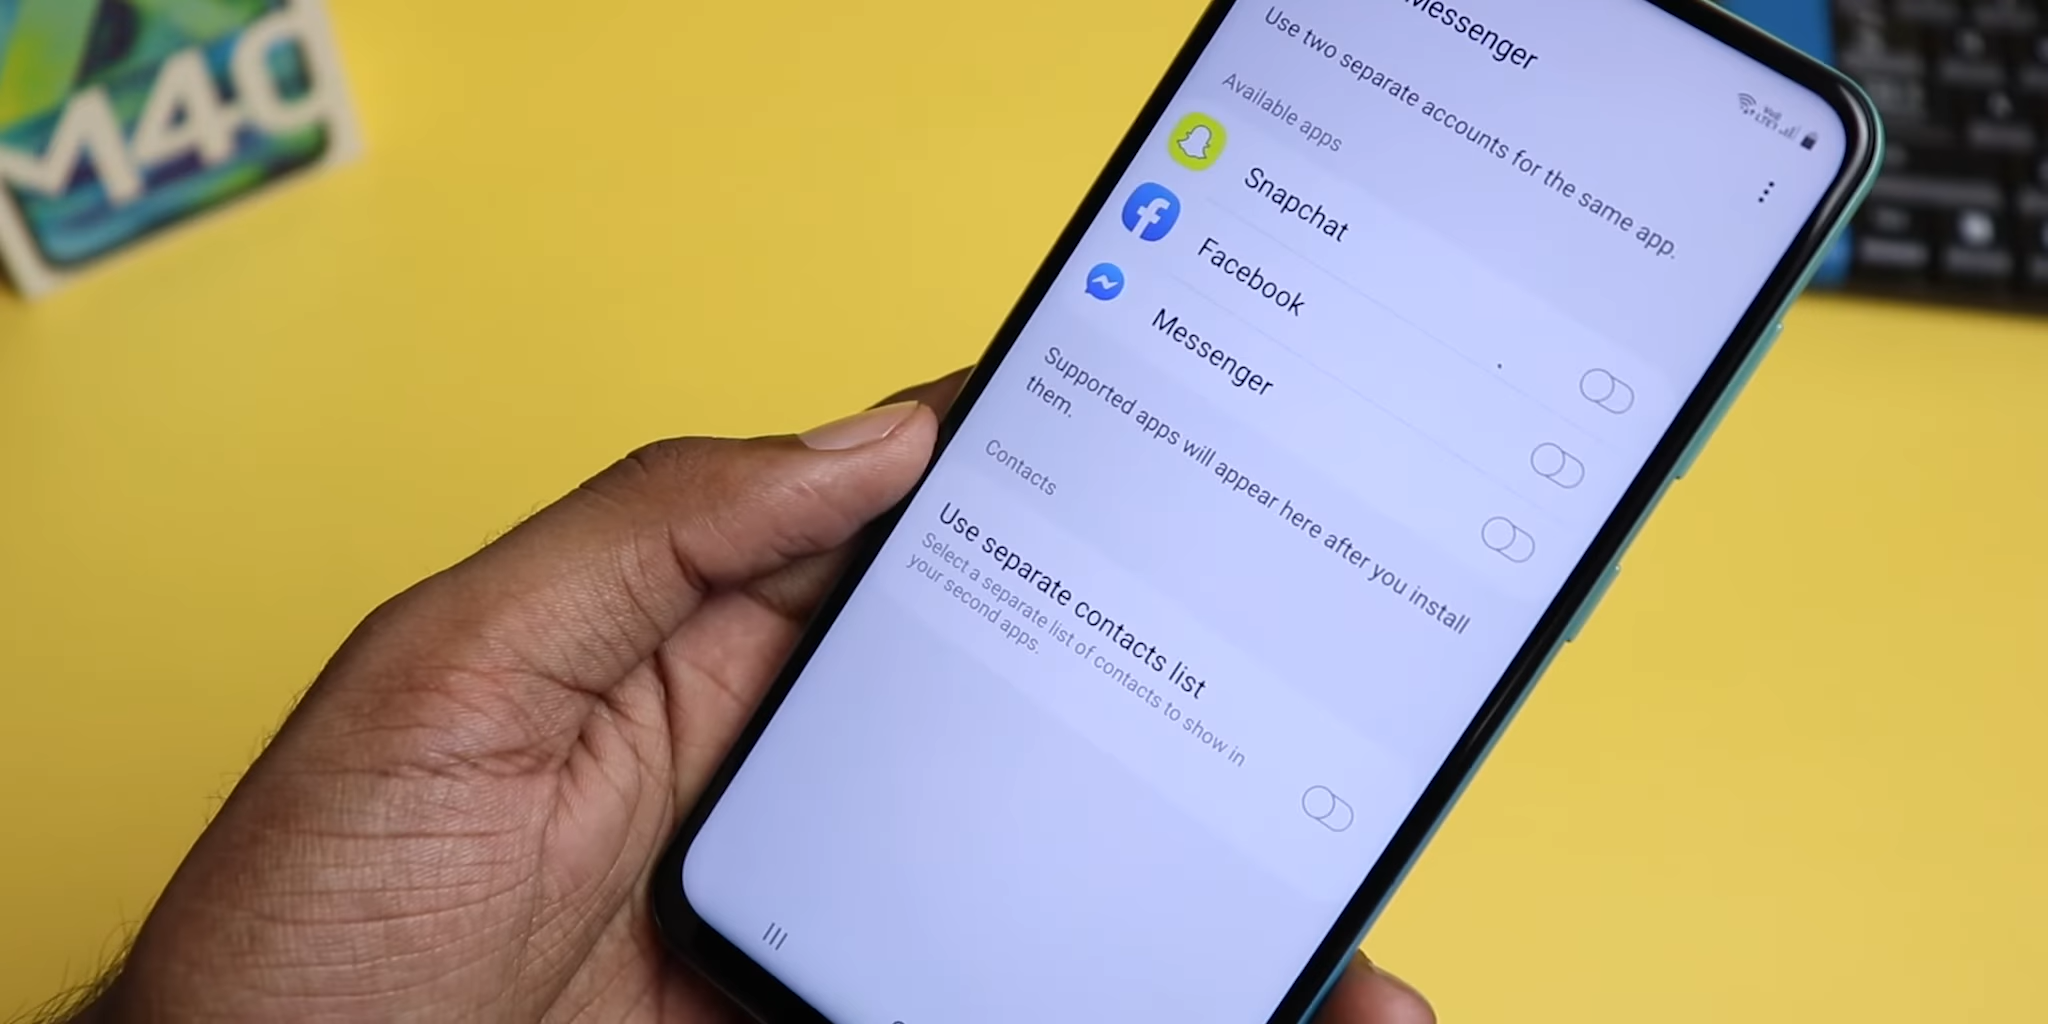 M40
Messenger
Use two separate accounts for the same app.
Available apps
Snapchat
Facebook
Messenger
Supported apps will appear here after you install
them.
Contacts
Use separate contacts list
Select a separate list of contacts to show in
your second apps.